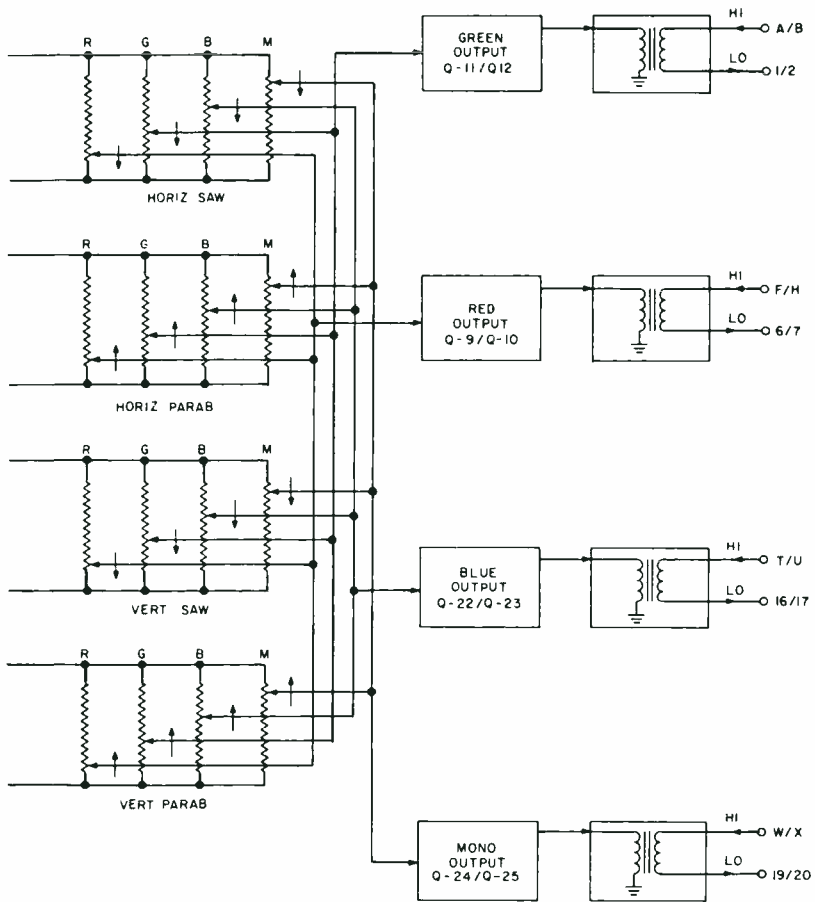 R G B M
HORIZ SAW
R G B M
HORIZ PARAB
R G B M
VERT SAW
R G B M
VERT PARAB
GREEN
OUTPUT
Q-11/Q12
HI
A/B
LO
1/2
RED
OUTPUT
Q-9/Q-10
HI
F/H
LO
6/7
BLUE
OUTPUT
Q-22/Q-23
HI
T/U
LO
16/17
MONO
OUTPUT
Q-24/Q-25
HI
W/X
LO
19/20